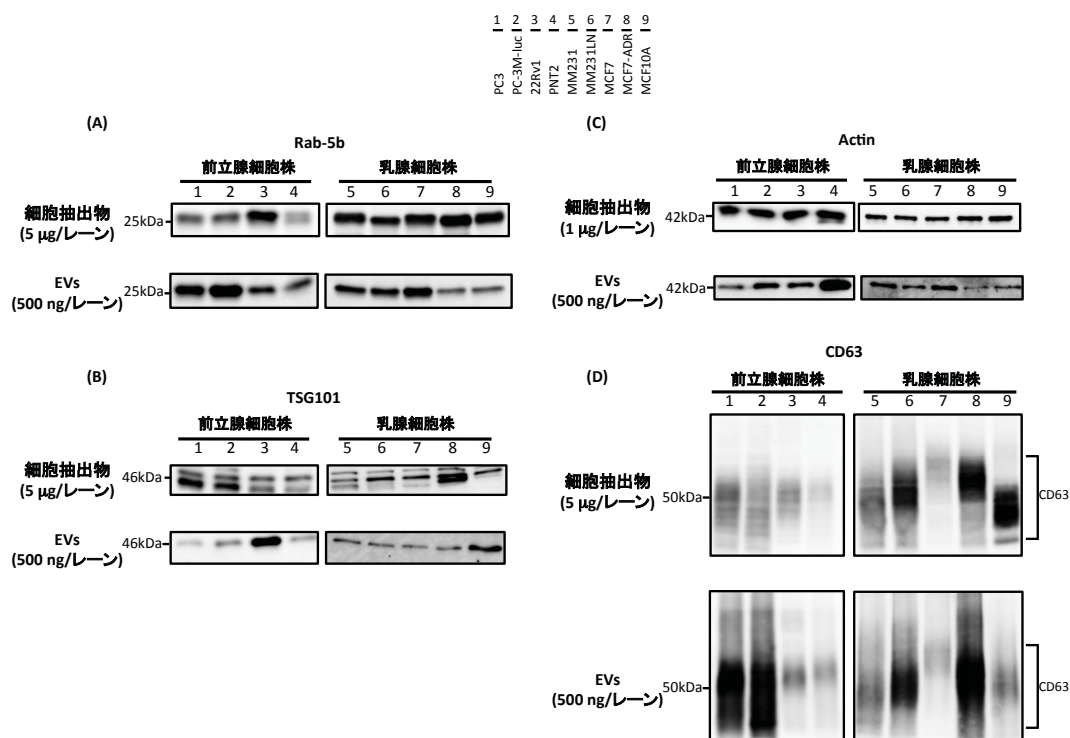 1 2 3 4 5 6 7 8 9
PC3
PC-3M-luc
22Rv1
PNT2
MM231
MM231LN
MCF7
MCF7-ADR
MCF10A
(A)
Rab-5b
前立腺細胞株 乳腺細胞株
1 2 3 4 5 6 7 8 9
細胞抽出物
(5 μg/レーン)
25kDa
EVs
(500 ng/レーン)
25kDa
(B)
TSG101
前立腺細胞株 乳腺細胞株
1 2 3 4 5 6 7 8 9
細胞抽出物
(5 μg/レーン)
46kDa
EVs
(500 ng/レーン)
46kDa
(C)
Actin
前立腺細胞株 乳腺細胞株
1 2 3 4 5 6 7 8 9
細胞抽出物
(1 μg/レーン)
42kDa
EVs
(500 ng/レーン)
42kDa
(D)
CD63
前立腺細胞株 乳腺細胞株
1 2 3 4 5 6 7 8 9
細胞抽出物
(5 μg/レーン)
50kDa
CD63
EVs
(500 ng/レーン)
50kDa
CD63